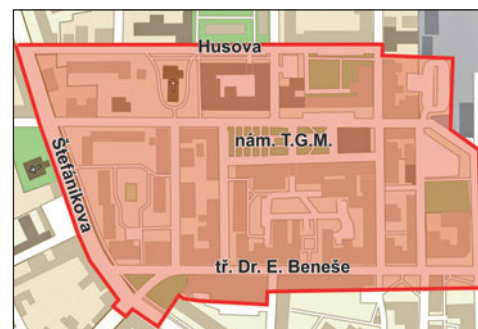 Husova
nám. T.G.M.
Štefánikova
tř. Dr. E. Beneše